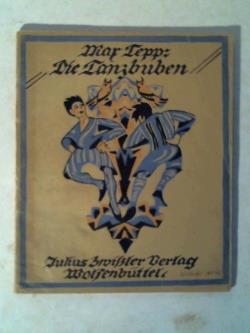 Max Tepp:
Die Tanzbuben
Julius Zwißler Verlag
Wolfenbüttel